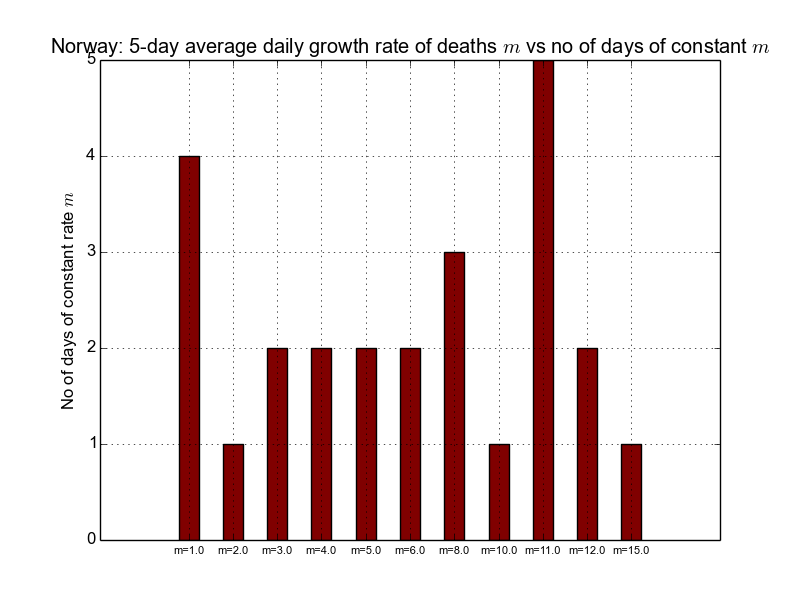 Norway: 5-day average daily growth rate of deaths m vs no of days of constant m
5
4
3
2
1
0
No of days of constant rate m
m=1.0 m=2.0 m=3.0 m=4.0 m=5.0 m=6.0 m=8.0 m=10.0 m=11.0 m=12.0 m=15.0